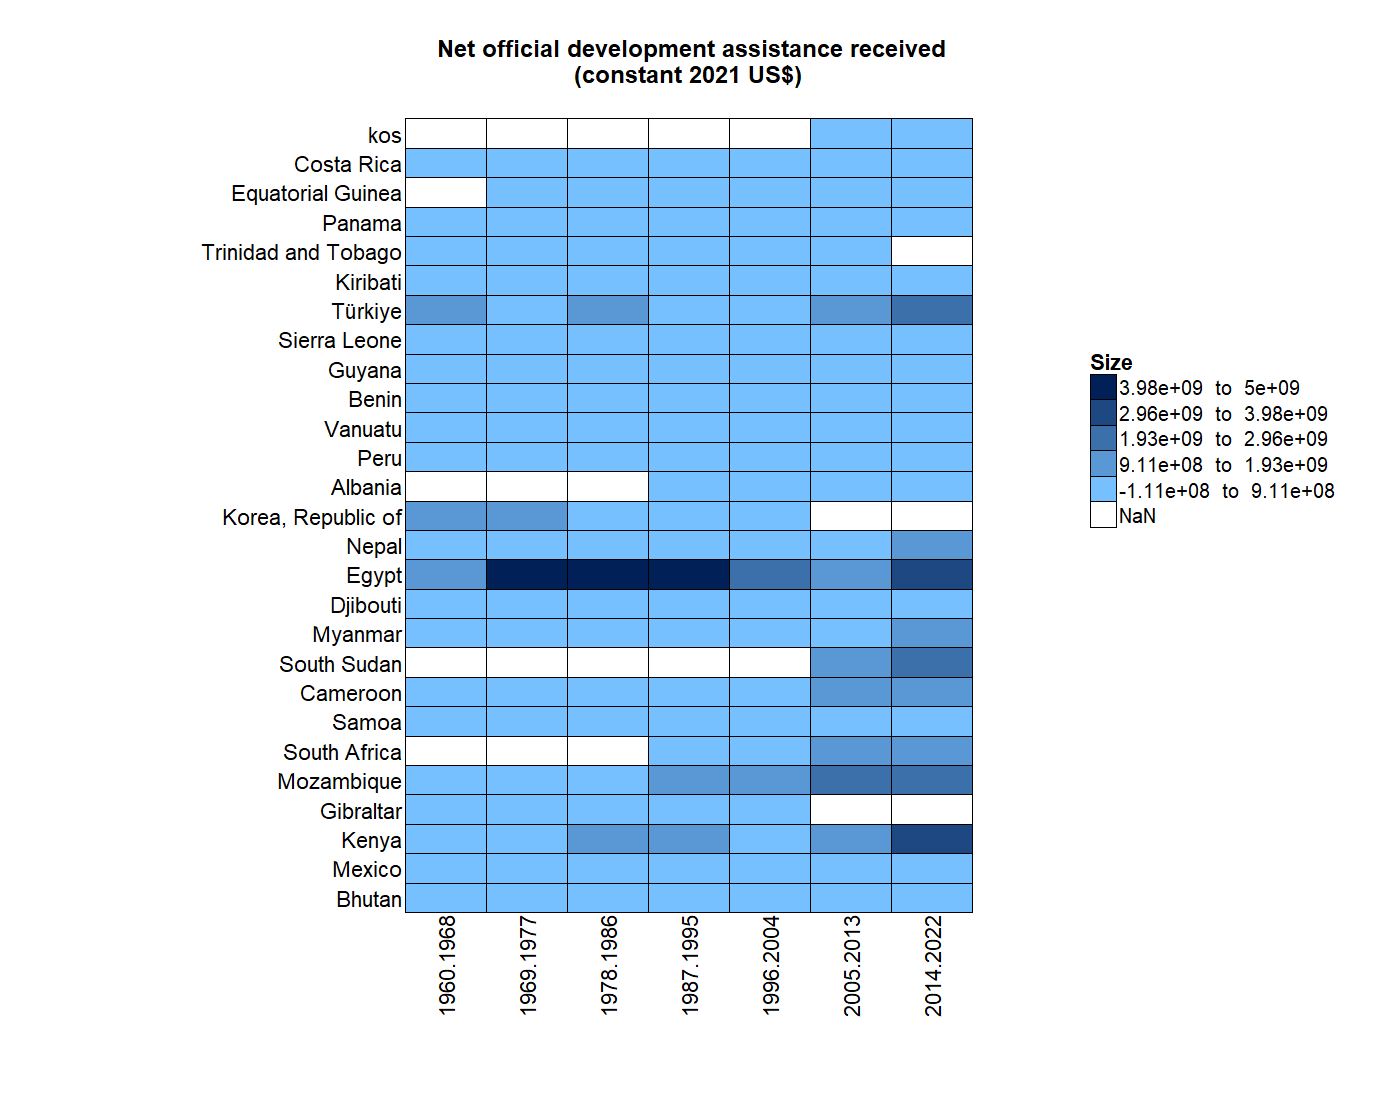 Net official development assistance received
(constant 2021 US$)
kos
Costa Rica
Equatorial Guinea
Panama
Trinidad and Tobago
Kiribati
Türkiye
Sierra Leone
Guyana
Benin
Vanuatu
Peru
Albania
Korea, Republic of
Nepal
Egypt
Djibouti
Myanmar
South Sudan
Cameroon
Samoa
South Africa
Mozambique
Gibraltar
Kenya
Mexico
Bhutan
1960.1968
1969.1977
1978.1986
1987.1995
1996.2004
2005.2013
2014.2022
Size
3.98e+09 to 5e+09
2.96e+09 to 3.98e+09
1.93e+09 to 2.96e+09
9.11e+08 to 1.93e+09
-1.11e+08 to 9.11e+08
NaN